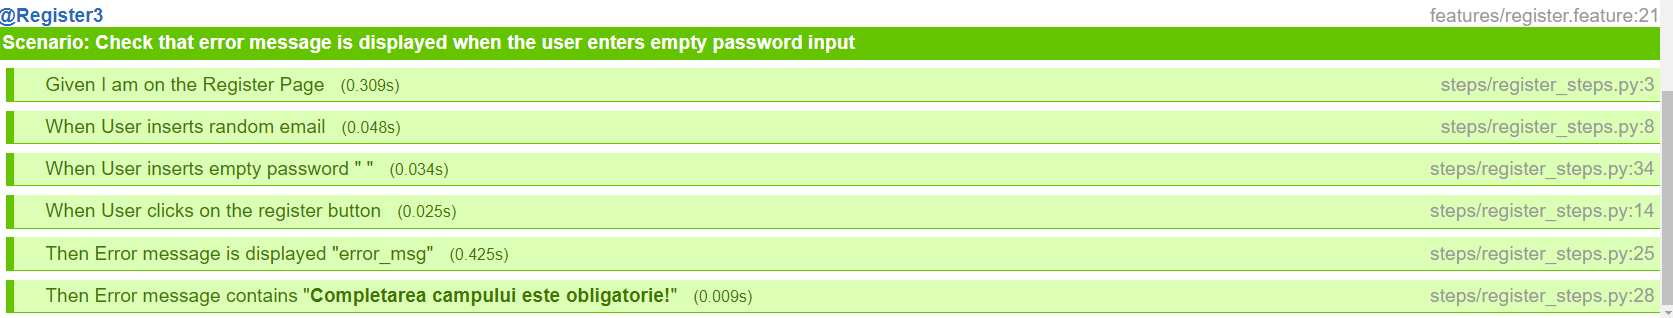 @Register3 features/register.feature:21
Scenario: Check that error message is displayed when the user enters empty password input
Given I am on the Register Page (0.309s) steps/register_steps.py:3
When User inserts random email (0.048s) steps/register_steps.py:8
When User inserts empty password " " (0.034s) steps/register_steps.py:34
When User clicks on the register button (0.025s) steps/register_steps.py:14
Then Error message is displayed "error_msg" (0.425s) steps/register_steps.py:25
Then Error message contains "Completarea campului este obligatorie!" (0.009s) steps/register_steps.py:28